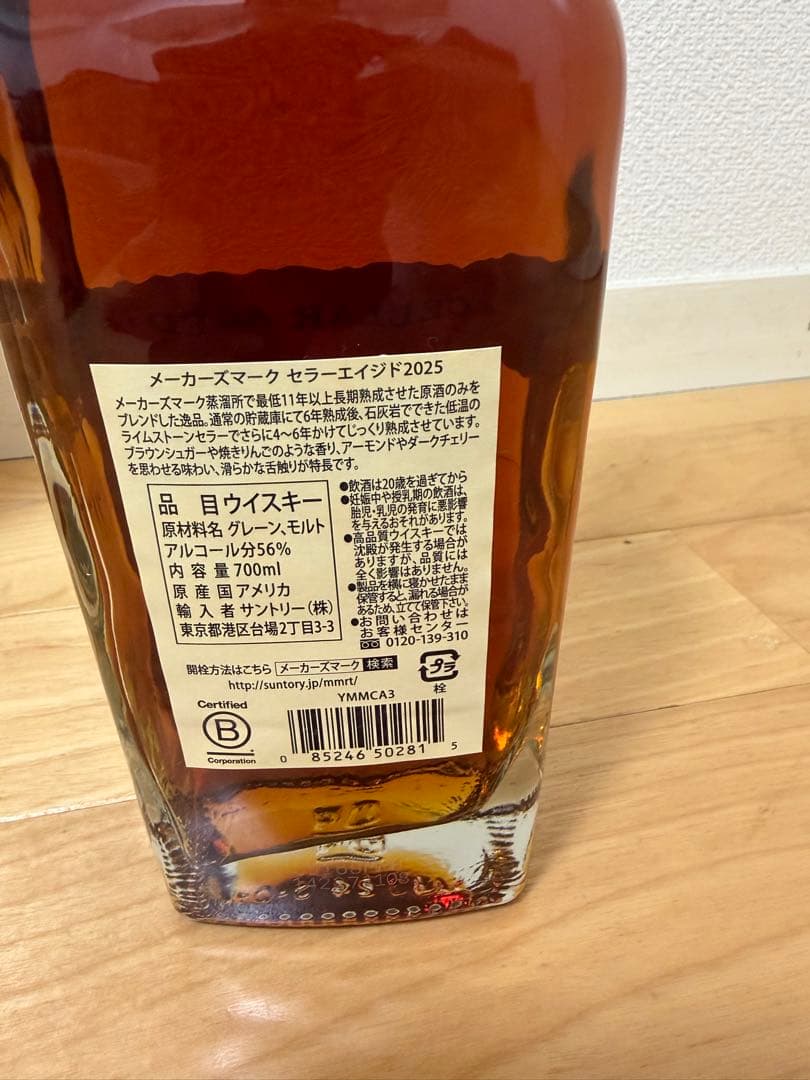 メーカーズマーク セラーエイジド2025
メーカーズマーク蒸溜所で最低11年以上長期熟成させた原酒のみを
ブレンドした逸品。通常の貯蔵庫にて6年熟成後、石灰岩でできた低温の
ライムストーンセラーでさらに4～6年かけてじっくり熟成させています。
ブラウンシュガーや焼きりんごのような香り、アーモンドやダークチェリー
を思わせる味わい、滑らかな舌触りが特長です。
品 目 ウイスキー
原材料名 グレーン、モルト
アルコール分56%
内容量 700ml
原産国 アメリカ
輸入者 サントリー(株)
東京都港区台場2丁目3-3
●飲酒は20歳を過ぎてから
●妊娠中や授乳期の飲酒は、
胎児・乳児の発育に悪影響
を与えるおそれがあります。
●高品質ウイスキーでは
沈殿が発生する場合が
ありますが、品質には
全く影響はありません。
●製品を横に寝かせたまま
保管すると、漏れる場合が
あるため、立てて保管下さい。
●お問い合わせは
お客様センター
0120-139-310
開栓方法はこちら メーカーズマーク 検索
http://suntory.jp/mmrt/
プラ
栓
YMMCA3
Certified
B
Corporation
0 85246 50281 5